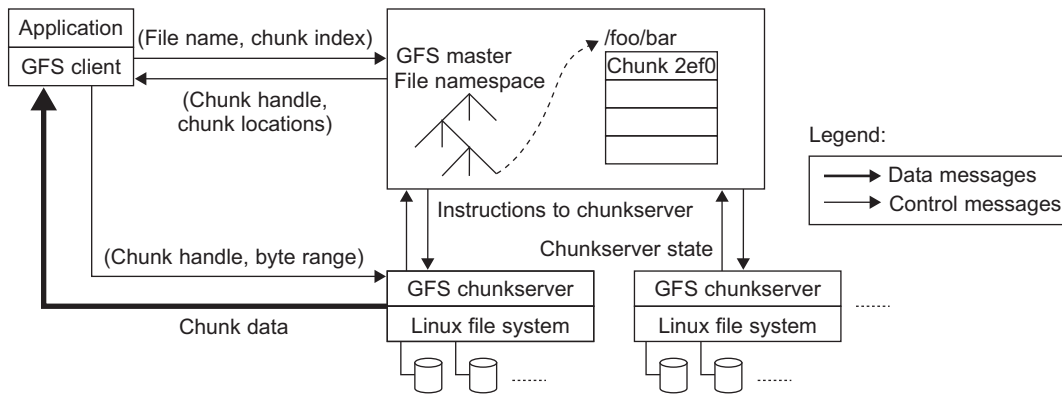 Application
GFS client
(File name, chunk index)
(Chunk handle,
chunk locations)
GFS master
File namespace
/foo/bar
Chunk 2ef0
Legend:
Data messages
Control messages
Instructions to chunkserver
Chunkserver state
(Chunk handle, byte range)
Chunk data
GFS chunkserver
Linux file system
GFS chunkserver
Linux file system